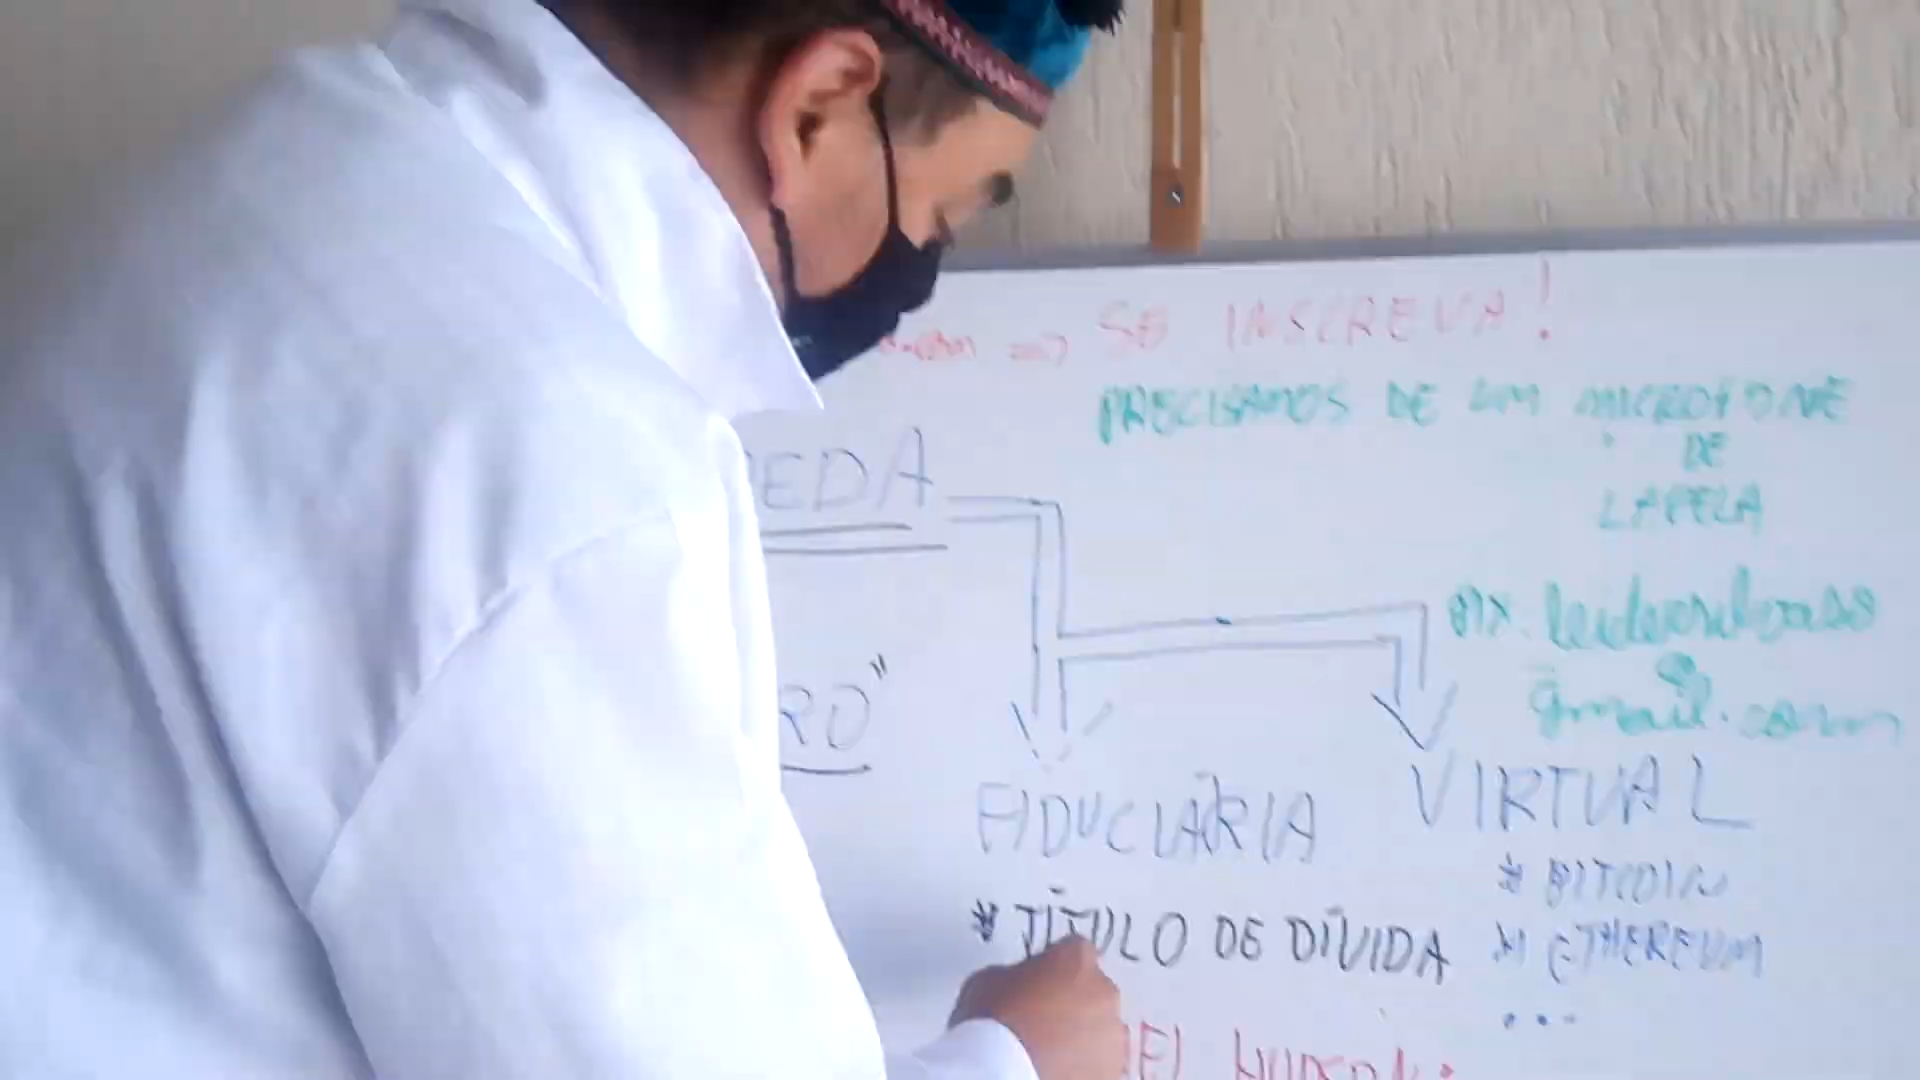 SE INSCREVA!
PRECISAMOS DE UM MICROFONE
DE
LAPELA
EDA
PIX.
@
gmail.com
RO"
FIDUCIÁRIA
VIRTUAL
* BITCOIN
* TÍTULO DE DÍVIDA
* ETHEREUM
...